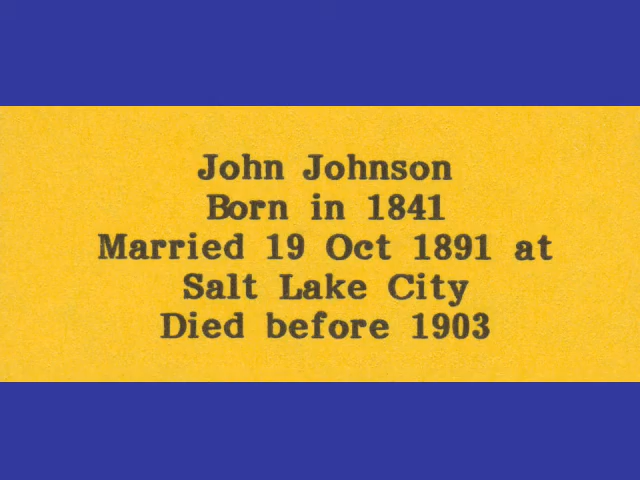 John Johnson
Born in 1841
Married 19 Oct 1891 at
Salt Lake City
Died before 1903